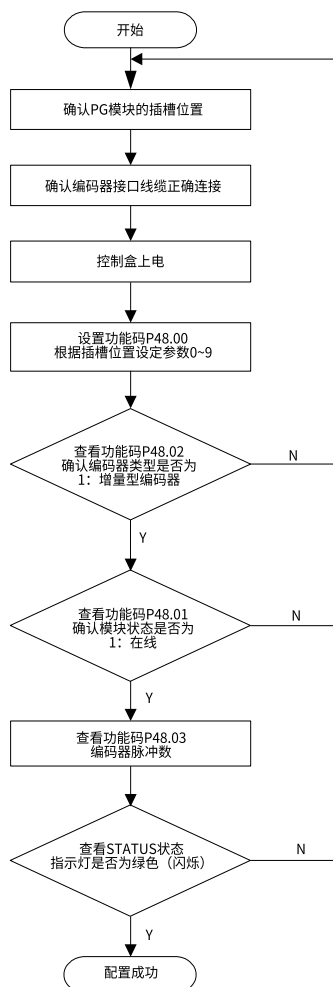 开始
确认PG模块的插槽位置
确认编码器接口线缆正确连接
控制盒上电
设置功能码P48.00
根据插槽位置设定参数0~9
查看功能码P48.02
确认编码器类型是否为
1：增量型编码器
N
Y
查看功能码P48.01
确认模块状态是否为
1：在线
N
Y
查看功能码P48.03
编码器脉冲数
查看STATUS状态
指示灯是否为绿色（闪烁）
N
Y
配置成功